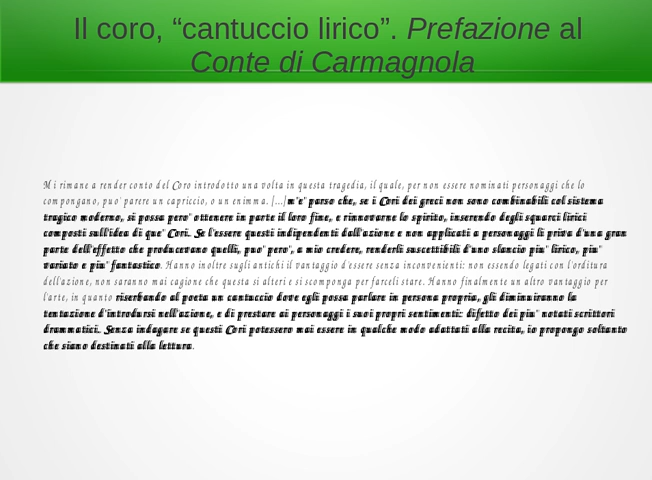 Il coro, “cantuccio lirico”. Prefazione al
Conte di Carmagnola
Mi rimane a render conto del Coro introdotto una volta in questa tragedia, il quale, per non essere nominati personaggi che lo
compongano, puo' parere un capriccio, o un enimma. [...] m'e' parso che, se i Cori dei greci non sono combinabili col sistema
tragico moderno, si possa pero' ottenere in parte il loro fine, e rinnovarne lo spirito, inserendo degli squarci lirici
composti sull'idea di que' Cori. Se l'essere questi indipendenti dall'azione e non applicati a personaggi li priva d'una gran
parte dell'effetto che producevano quelli, puo' pero', a mio credere, renderli suscettibili d'uno slancio piu' lirico, piu'
variato e piu' fantastico. Hanno inoltre sugli antichi il vantaggio d'essere senza inconvenienti: non essendo legati con l'orditura
dell'azione, non saranno mai cagione che questa si alteri e si scomponga per farceli stare. Hanno finalmente un altro vantaggio per
l'arte, in quanto riserbando al poeta un cantuccio dove egli possa parlare in persona propria, gli diminuiranno la
tentazione d'introdursi nell'azione, e di prestare ai personaggi i suoi propri sentimenti: difetto dei piu' notati scrittori
drammatici. Senza indagare se questi Cori potessero mai essere in qualche modo adattati alla recita, io propongo soltanto
che siano destinati alla lettura.